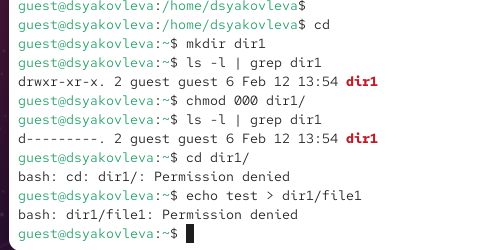 guest@dsyakovleva:/home/dsyakovleva$
guest@dsyakovleva:/home/dsyakovleva$ cd
guest@dsyakovleva:~$ mkdir dir1
guest@dsyakovleva:~$ ls -l | grep dir1
drwxr-xr-x. 2 guest guest 6 Feb 12 13:54 dir1
guest@dsyakovleva:~$ chmod 000 dir1/
guest@dsyakovleva:~$ ls -l | grep dir1
d---------. 2 guest guest 6 Feb 12 13:54 dir1
guest@dsyakovleva:~$ cd dir1/
bash: cd: dir1/: Permission denied
guest@dsyakovleva:~$ echo test > dir1/file1
bash: dir1/file1: Permission denied
guest@dsyakovleva:~$